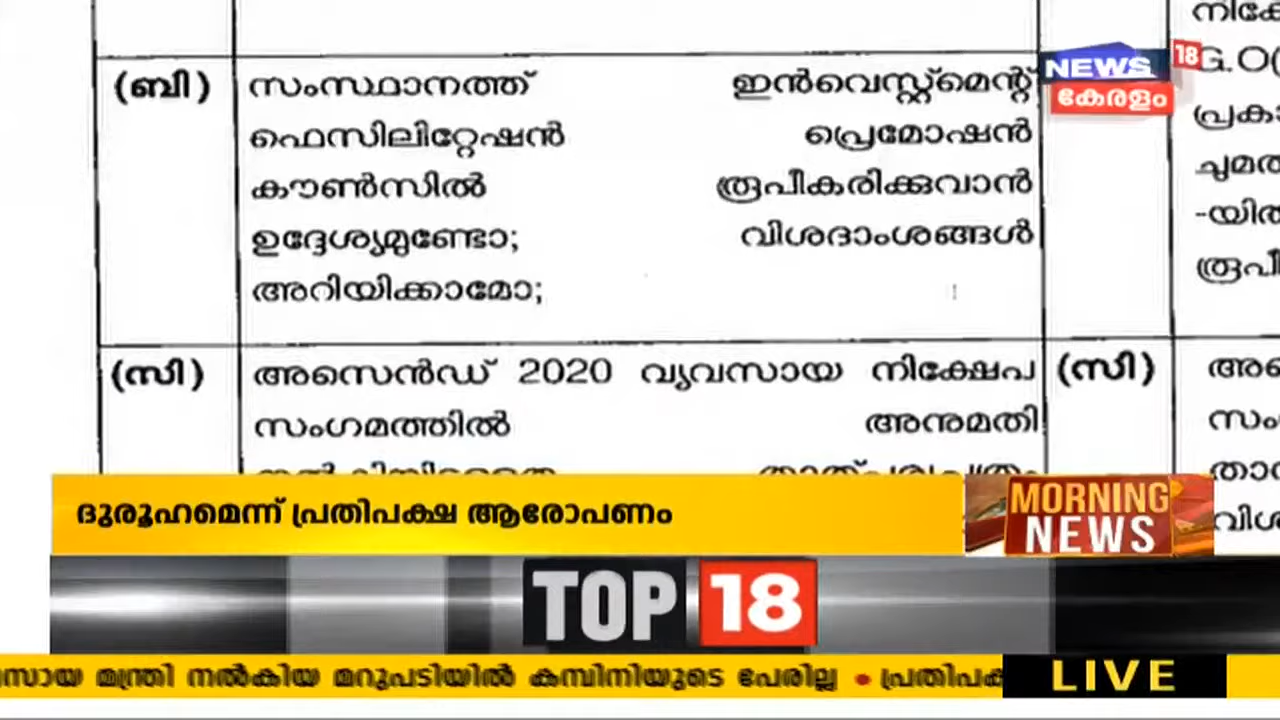 നിക്ഷേ
(ബി) സംസ്ഥാനത്ത് ഇൻവെസ്റ്റ്മെന്റ്
ഫെസിലിറ്റേഷൻ പ്രെമോഷൻ
കൗൺസിൽ രൂപീകരിക്കുവാൻ
ഉദ്ദേശ്യമുണ്ടോ; വിശദാംശങ്ങൾ
അറിയിക്കാമോ;
G.O(
പ്രകാ
ചുമത
-യിത
രൂപീ
NEWS 18
കേരളം
(സി) അസെൻഡ് 2020 വ്യവസായ നിക്ഷേപ (സി)
സംഗമത്തിൽ അനുമതി
ദുരൂഹമെന്ന് പ്രതിപക്ഷ ആരോപണം
MORNING
NEWS
TOP 18
സായ മന്ത്രി നൽകിയ മറുപടിയിൽ കമ്പിനിയുടെ പേരില്ല • പ്രതിപക്
LIVE